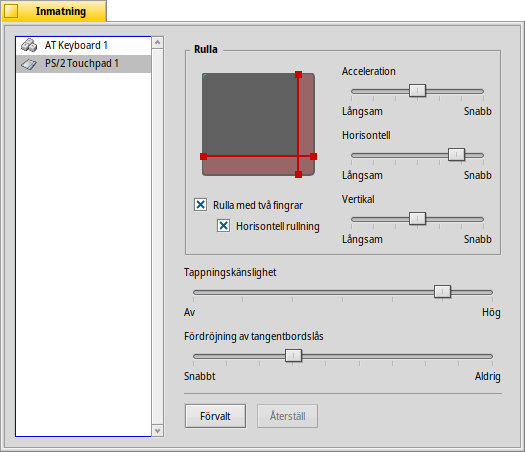 Inmatning
AT Keyboard 1
PS/2 Touchpad 1
Rulla
Acceleration
Långsam Snabb
Horisontell
Långsam Snabb
Rulla med två fingrar
Horisontell rullning
Vertikal
Långsam Snabb
Tappningskänslighet
Av Hög
Fördröjning av tangentbordslås
Snabbt Aldrig
Förvalt Återställ